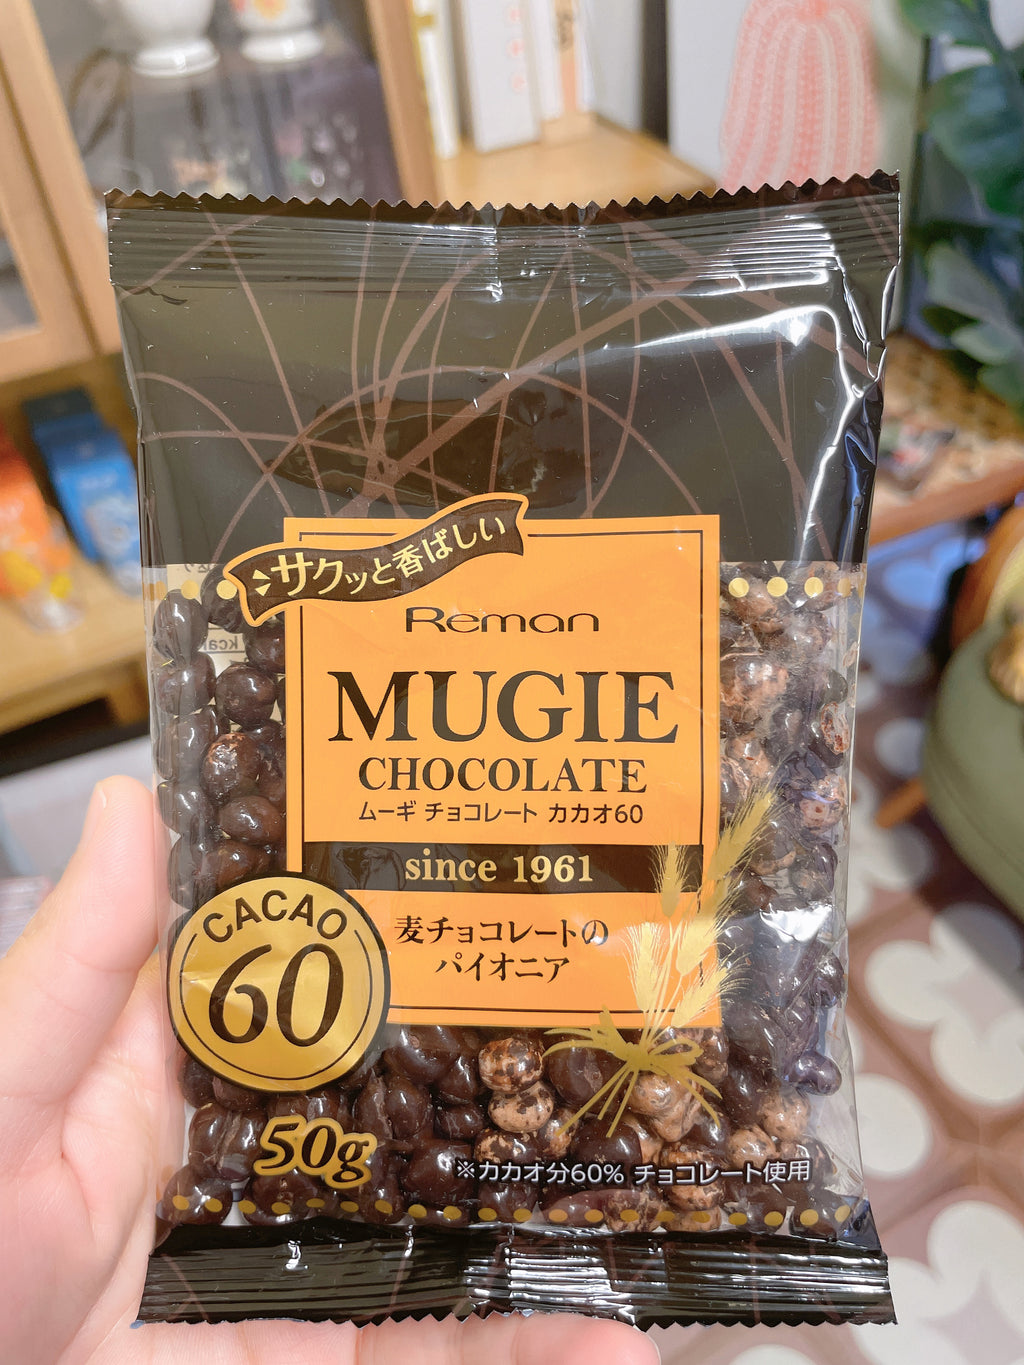 サクッと香ばしい
Reman
MUGIE
CHOCOLATE
ムーギ チョコレート カカオ60
since 1961
麦チョコレートの
パイオニア
CACAO
60
50g
※カカオ分60% チョコレート使用